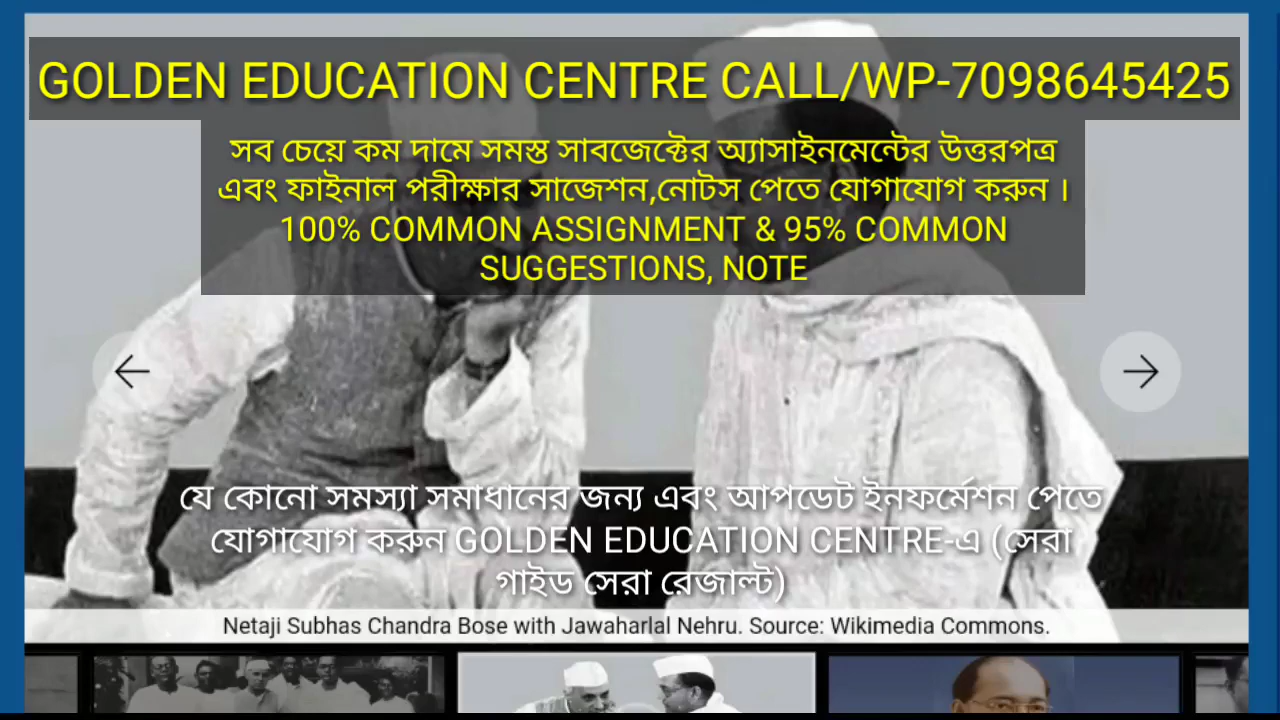 GOLDEN EDUCATION CENTRE CALL/WP-7098645425
সব চেয়ে কম দামে সমস্ত সাবজেক্টের অ্যাসাইনমেন্টের উত্তরপত্র
এবং ফাইনাল পরীক্ষার সাজেশন,নোটস পেতে যোগাযোগ করুন ।
100% COMMON ASSIGNMENT & 95% COMMON
SUGGESTIONS, NOTE
যে কোনো সমস্যা সমাধানের জন্য এবং আপডেট ইনফর্মেশন পেতে
যোগাযোগ করুন GOLDEN EDUCATION CENTRE-এ (সেরা
গাইড সেরা রেজাল্ট)
Netaji Subhas Chandra Bose with Jawaharlal Nehru. Source: Wikimedia Commons.